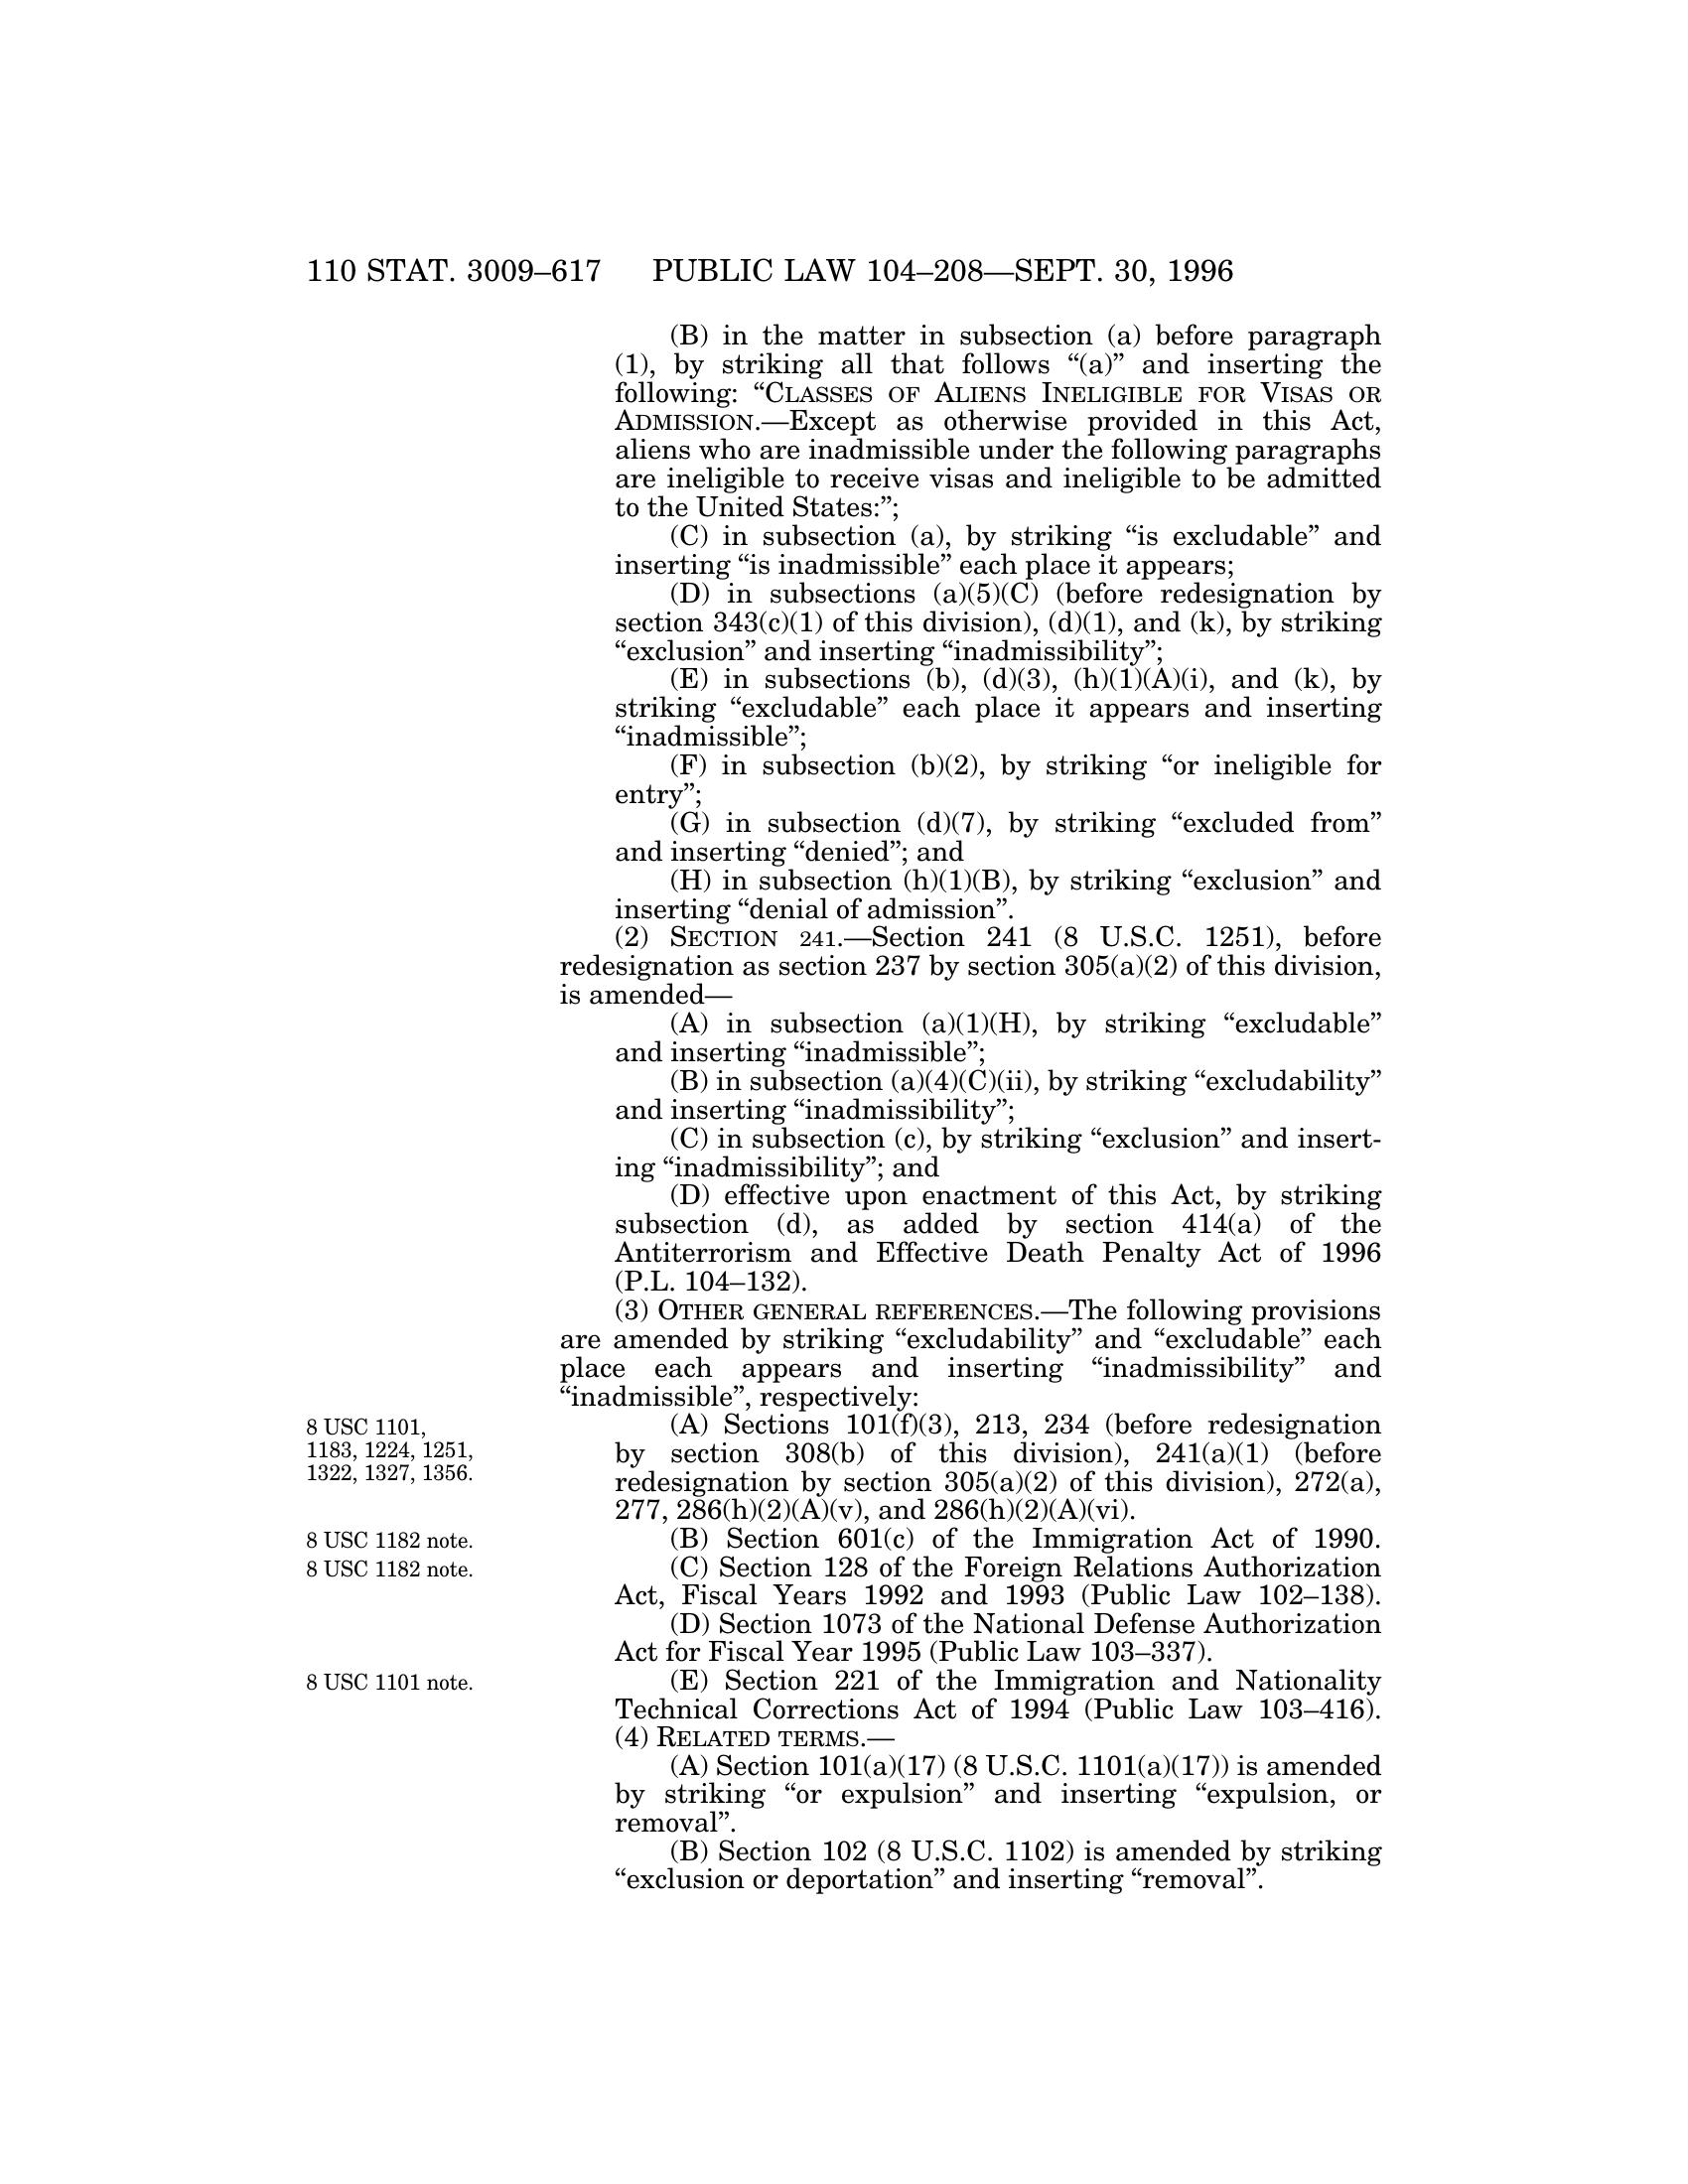 110 STAT. 3009–617 PUBLIC LAW 104–208—SEPT. 30, 1996
(B) in the matter in subsection (a) before paragraph
(1), by striking all that follows “(a)” and inserting the
following: “CLASSES OF ALIENS INELIGIBLE FOR VISAS OR
ADMISSION.—Except as otherwise provided in this Act,
aliens who are inadmissible under the following paragraphs
are ineligible to receive visas and ineligible to be admitted
to the United States:”;
(C) in subsection (a), by striking “is excludable” and
inserting “is inadmissible” each place it appears;
(D) in subsections (a)(5)(C) (before redesignation by
section 343(c)(1) of this division), (d)(1), and (k), by striking
“exclusion” and inserting “inadmissibility”;
(E) in subsections (b), (d)(3), (h)(1)(A)(i), and (k), by
striking “excludable” each place it appears and inserting
“inadmissible”;
(F) in subsection (b)(2), by striking “or ineligible for
entry”;
(G) in subsection (d)(7), by striking “excluded from”
and inserting “denied”; and
(H) in subsection (h)(1)(B), by striking “exclusion” and
inserting “denial of admission”.
(2) SECTION 241.—Section 241 (8 U.S.C. 1251), before
redesignation as section 237 by section 305(a)(2) of this division,
is amended—
(A) in subsection (a)(1)(H), by striking “excludable”
and inserting “inadmissible”;
(B) in subsection (a)(4)(C)(ii), by striking “excludability”
and inserting “inadmissibility”;
(C) in subsection (c), by striking “exclusion” and insert-
ing “inadmissibility”; and
(D) effective upon enactment of this Act, by striking
subsection (d), as added by section 414(a) of the
Antiterrorism and Effective Death Penalty Act of 1996
(P.L. 104–132).
(3) OTHER GENERAL REFERENCES.—The following provisions
are amended by striking “excludability” and “excludable” each
place each appears and inserting “inadmissibility” and
“inadmissible”, respectively:
(A) Sections 101(f)(3), 213, 234 (before redesignation
by section 308(b) of this division), 241(a)(1) (before
redesignation by section 305(a)(2) of this division), 272(a),
277, 286(h)(2)(A)(v), and 286(h)(2)(A)(vi).
(B) Section 601(c) of the Immigration Act of 1990.
(C) Section 128 of the Foreign Relations Authorization
Act, Fiscal Years 1992 and 1993 (Public Law 102–138).
(D) Section 1073 of the National Defense Authorization
Act for Fiscal Year 1995 (Public Law 103–337).
(E) Section 221 of the Immigration and Nationality
Technical Corrections Act of 1994 (Public Law 103–416).
(4) RELATED TERMS.—
(A) Section 101(a)(17) (8 U.S.C. 1101(a)(17)) is amended
by striking “or expulsion” and inserting “expulsion, or
removal”.
(B) Section 102 (8 U.S.C. 1102) is amended by striking
“exclusion or deportation” and inserting “removal”.
8 USC 1101,
1183, 1224, 1251,
1322, 1327, 1356.
8 USC 1182 note.
8 USC 1182 note.
8 USC 1101 note.